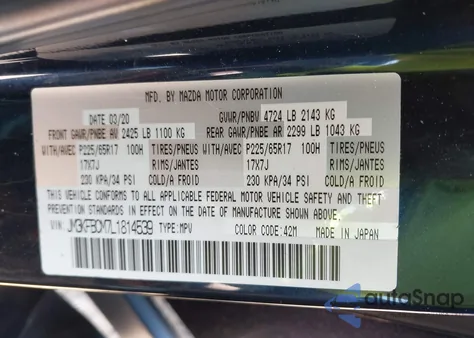 MFD. BY MAZDA MOTOR CORPORATION
DATE 03/20 GVWR/PNBV 4724 LB 2143 KG
FRONT GAWR/PNBE AV 2425 LB 1100 KG REAR GAWR/PNBE AR 2299 LB 1043 KG
WITH/AVEC P225/65R17 100H TIRES/PNEUS WITH/AVEC P225/65R17 100H TIRES/PNEUS
17X7J RIMS/JANTES 17X7J RIMS/JANTES
230 KPA/34 PSI COLD/A FROID 230 KPA/34 PSI COLD/A FROID
THIS VEHICLE CONFORMS TO ALL APPLICABLE FEDERAL MOTOR VEHICLE SAFETY AND THEFT
PREVENTION STANDARDS IN EFFECT ON THE DATE OF MANUFACTURE SHOWN ABOVE.
VIN: JM3KFBCM7L1814539 TYPE: MPV COLOR CODE: 42M MADE IN JAPAN
autoSnap